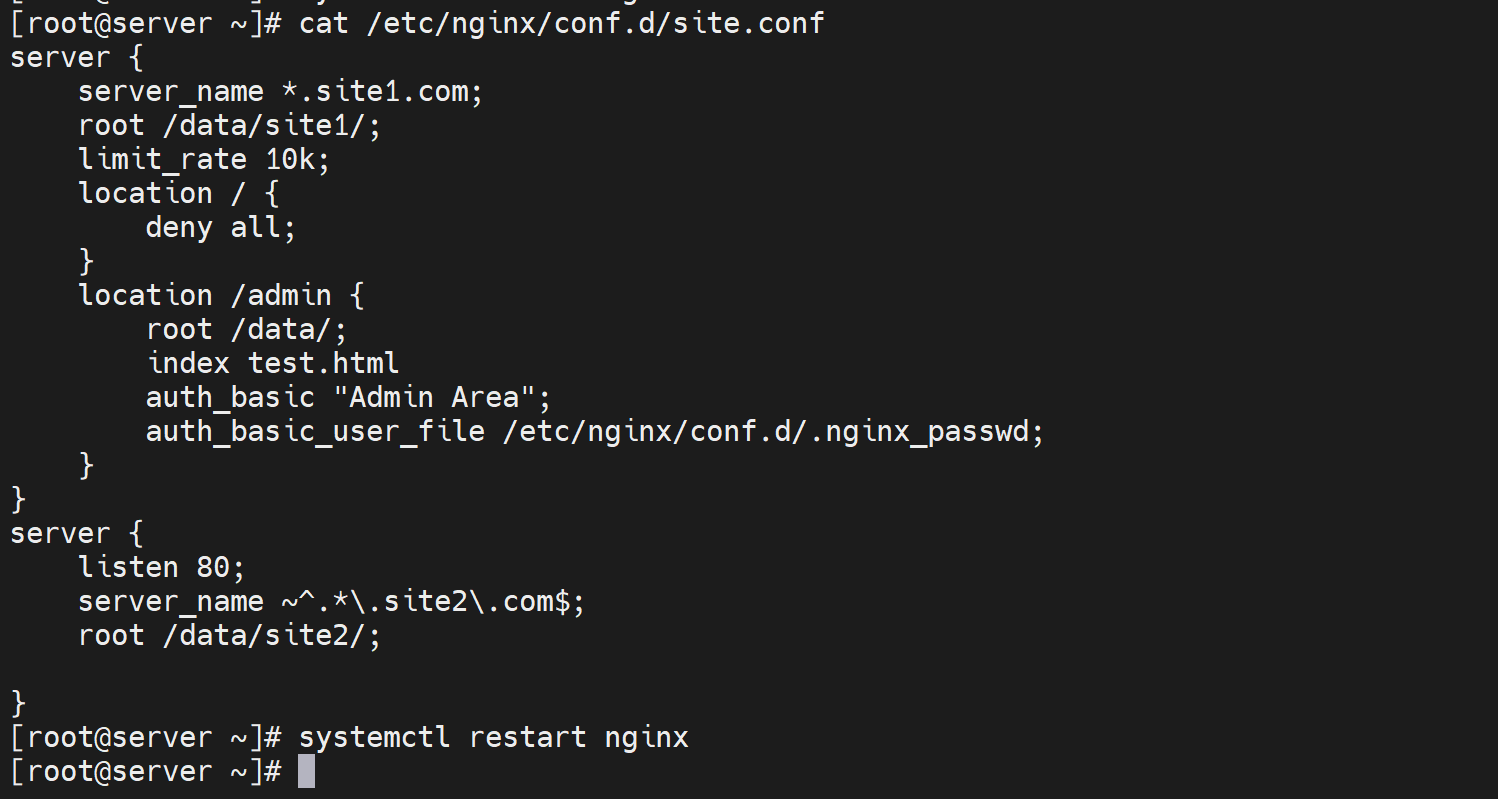 [root@server ~]# cat /etc/nginx/conf.d/site.conf
server {
    server_name *.site1.com;
    root /data/site1/;
    limit_rate 10k;
    location / {
        deny all;
    }
    location /admin {
        root /data/;
        index test.html
        auth_basic "Admin Area";
        auth_basic_user_file /etc/nginx/conf.d/.nginx_passwd;
    }
}
server {
    listen 80;
    server_name ~^.*\.site2\.com$;
    root /data/site2/;

}
[root@server ~]# systemctl restart nginx
[root@server ~]#